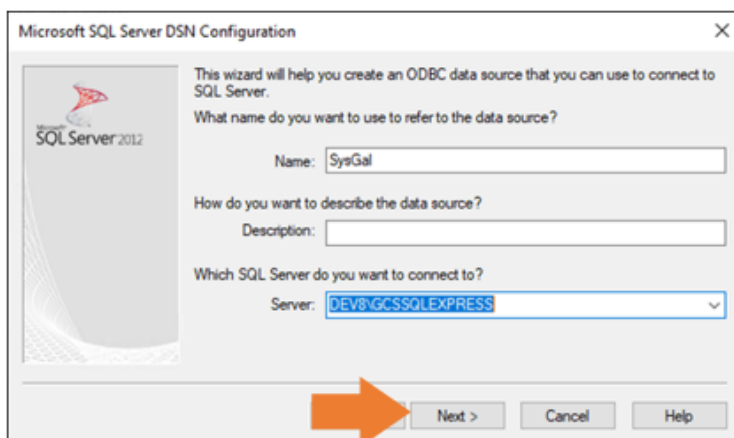 Microsoft SQL Server DSN Configuration
This wizard will help you create an ODBC data source that you can use to connect to
SQL Server.
What name do you want to use to refer to the data source?
Microsoft
SQL Server 2012
Name: SysGal
How do you want to describe the data source?
Description:
Which SQL Server do you want to connect to?
Server: DEV8\GCSSQLEXPRESS
Next > Cancel Help